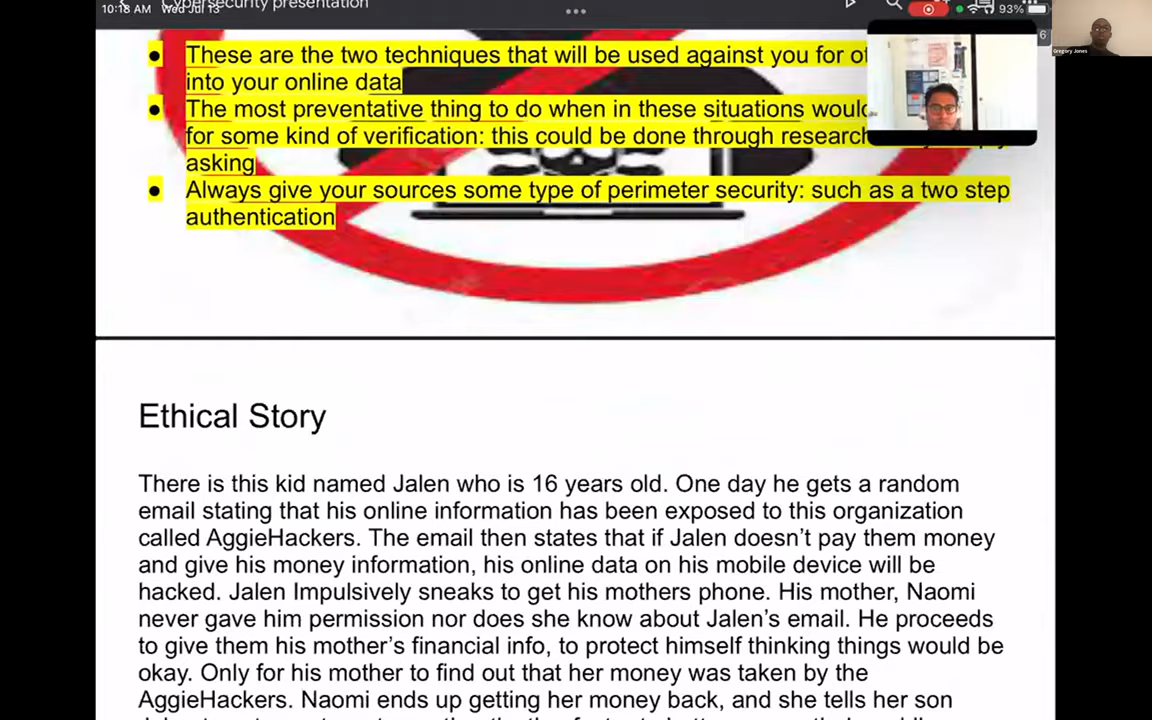 10:18 AM Wed Jul 13
Cybersecurity presentation
93%
6
Gregory Jones
● These are the two techniques that will be used against you for
into your online data
● The most preventative thing to do when in these situations
for some kind of verification: this could be done through research
asking
● Always give your sources some type of perimeter security: such as a two step
authentication
Ethical Story
There is this kid named Jalen who is 16 years old. One day he gets a random
email stating that his online information has been exposed to this organization
called AggieHackers. The email then states that if Jalen doesn’t pay them money
and give his money information, his online data on his mobile device will be
hacked. Jalen Impulsively sneaks to get his mothers phone. His mother, Naomi
never gave him permission nor does she know about Jalen’s email. He proceeds
to give them his mother’s financial info, to protect himself thinking things would be
okay. Only for his mother to find out that her money was taken by the
AggieHackers. Naomi ends up getting her money back, and she tells her son